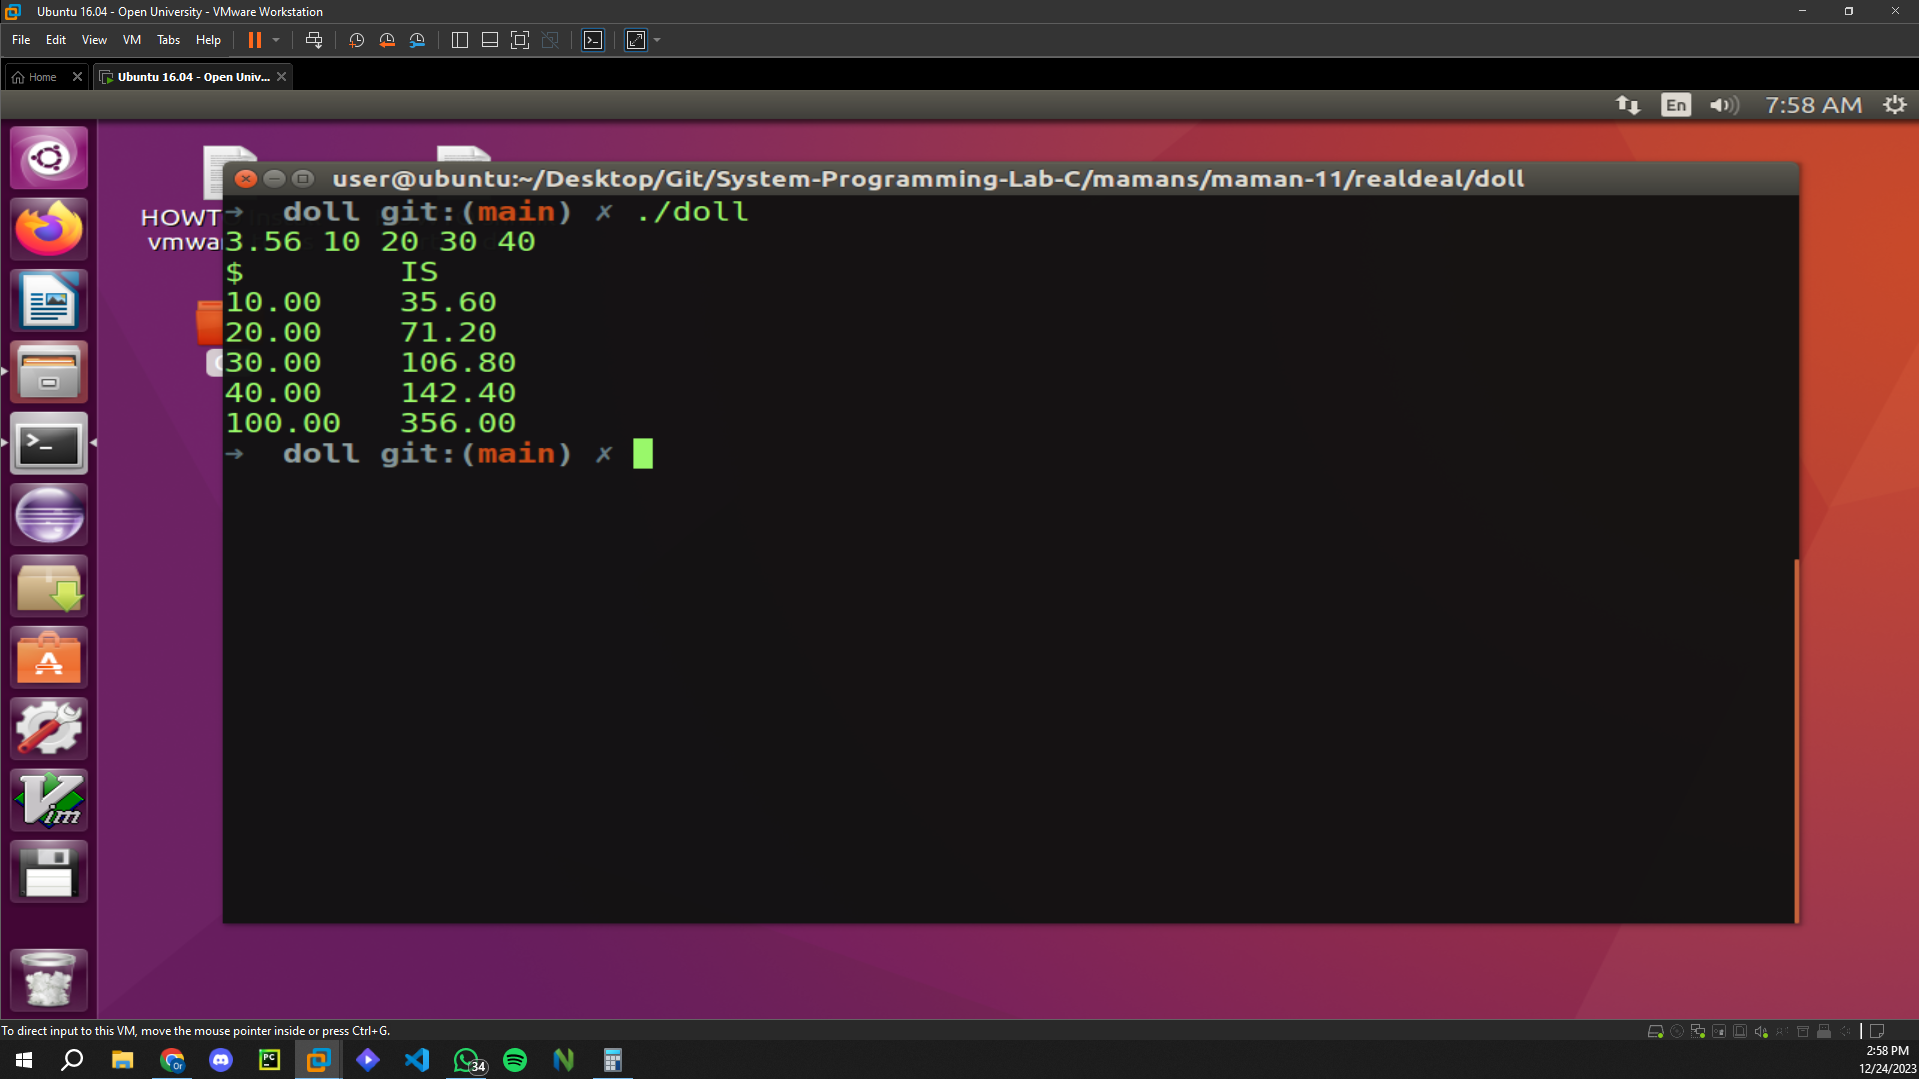 Ubuntu 16.04 - Open University - VMware Workstation
File Edit View VM Tabs Help
Home
Ubuntu 16.04 - Open Univ...
En 7:58 AM
user@ubuntu:~/Desktop/Git/System-Programming-Lab-C/mamans/maman-11/realdeal/doll
HOWT
vmwa
→ doll git:(main) ✗ ./doll
3.56 10 20 30 40
$ IS
10.00 35.60
20.00 71.20
30.00 106.80
40.00 142.40
100.00 356.00
→ doll git:(main) ✗
To direct input to this VM, move the mouse pointer inside or press Ctrl+G.
Or
PC
34
2:58 PM
12/24/2023